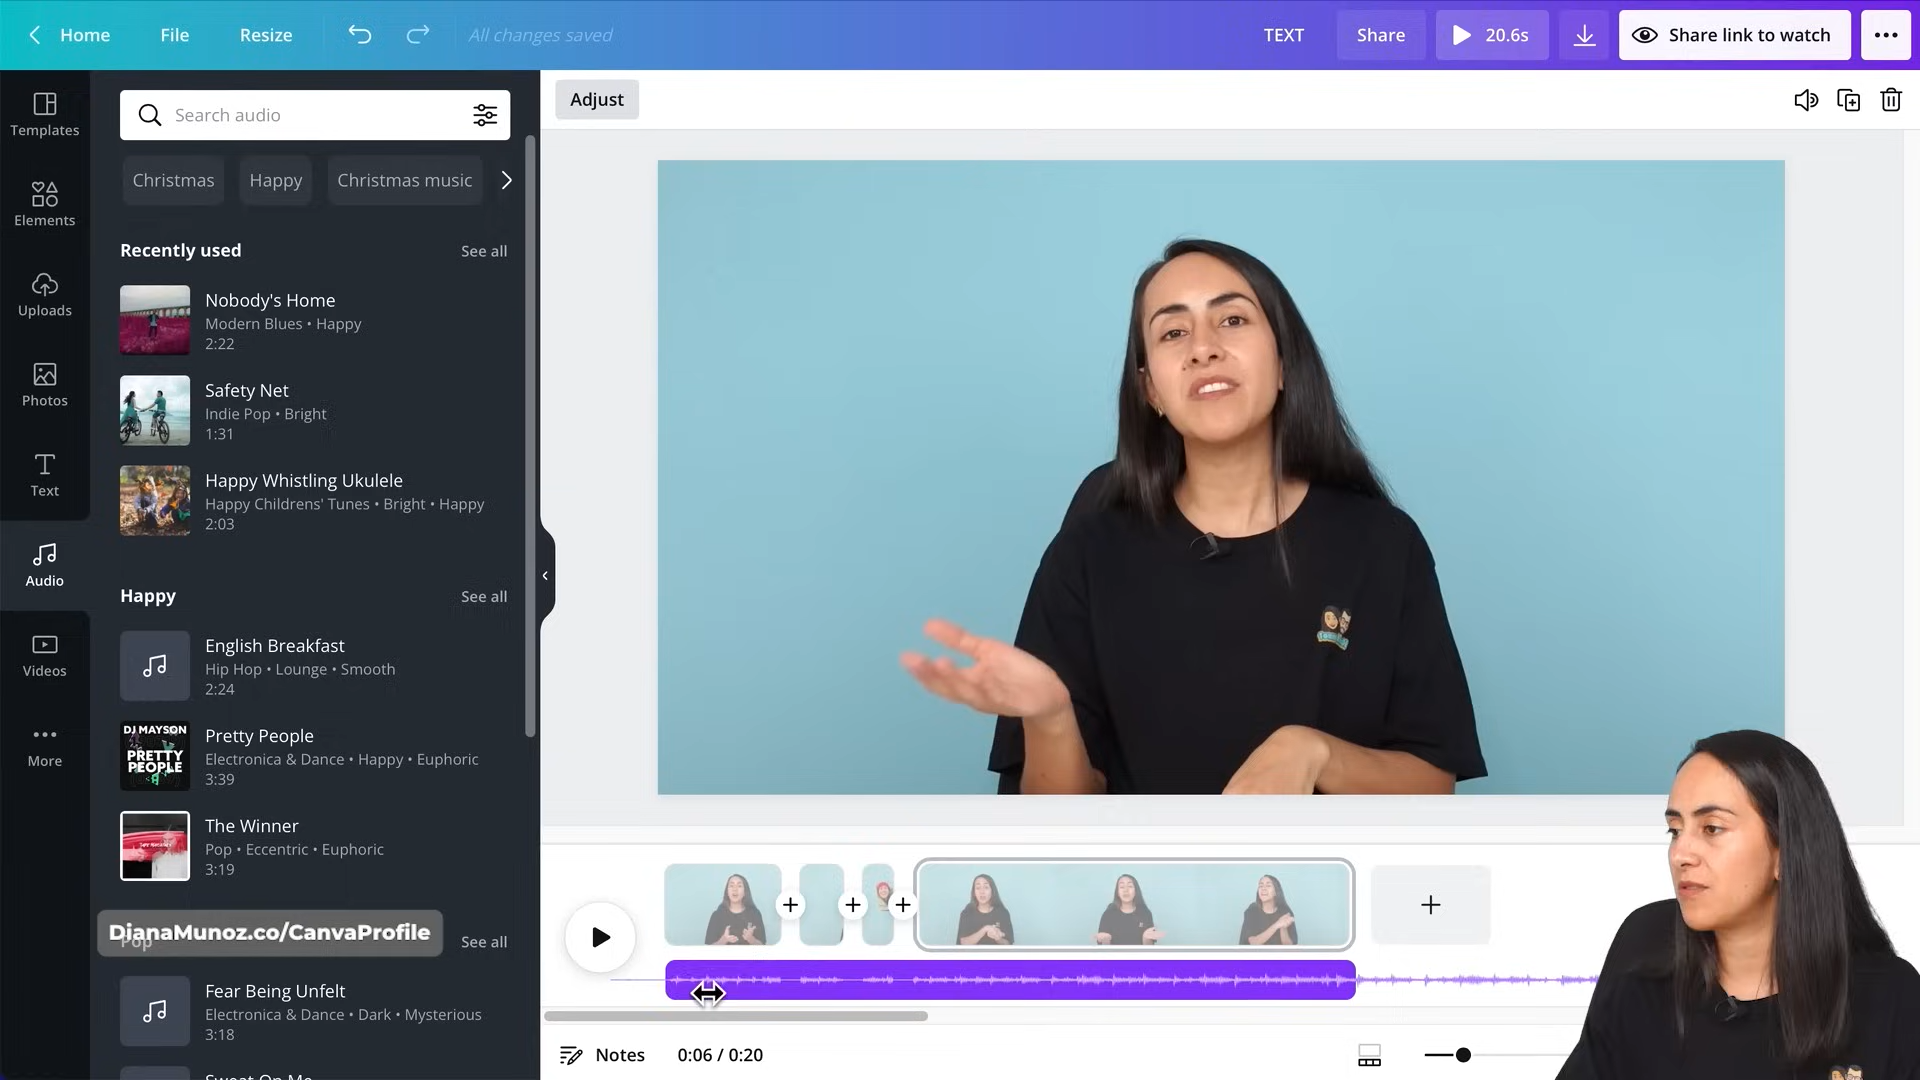 Home
File
Resize
All changes saved
TEXT
Share
20.6s
Share link to watch
Templates
Elements
Uploads
Photos
Text
Audio
Videos
More
Search audio
Christmas
Happy
Christmas music
Recently used
See all
Nobody's Home
Modern Blues • Happy
2:22
Safety Net
Indie Pop • Bright
1:31
Happy Whistling Ukulele
Happy Childrens' Tunes • Bright • Happy
2:03
Happy
See all
English Breakfast
Hip Hop • Lounge • Smooth
2:24
DJ MAYSON
PRETTY
PEOPLE
Pretty People
Electronica & Dance • Happy • Euphoric
3:39
The Winner
Pop • Eccentric • Euphoric
3:19
DianaMunoz.co/CanvaProfile
Pop
See all
Fear Being Unfelt
Electronica & Dance • Dark • Mysterious
3:18
Sweat On Me
Adjust
Notes
0:06 / 0:20